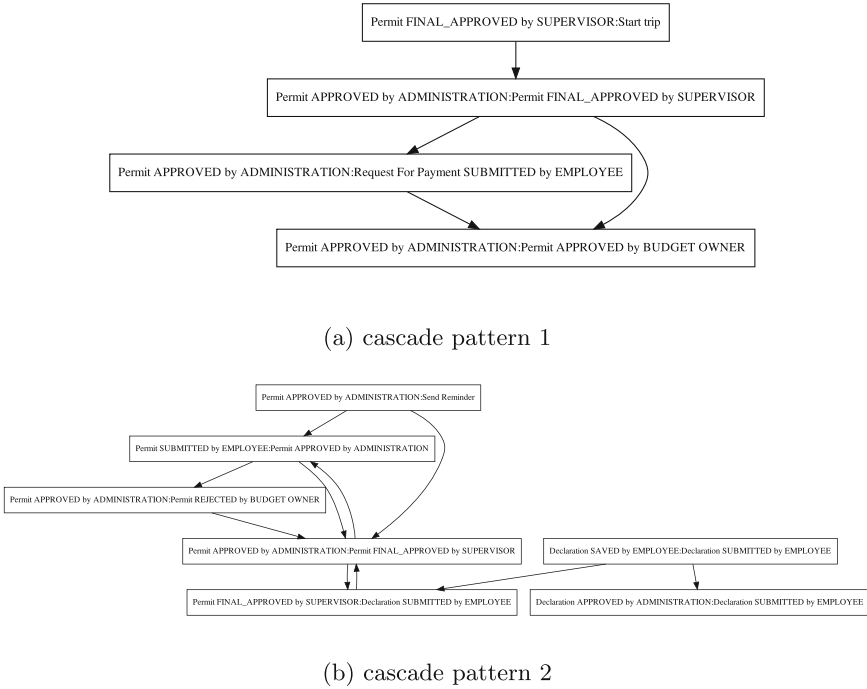 Permit FINAL_APPROVED by SUPERVISOR:Start trip
Permit APPROVED by ADMINISTRATION:Permit FINAL_APPROVED by SUPERVISOR
Permit APPROVED by ADMINISTRATION:Request For Payment SUBMITTED by EMPLOYEE
Permit APPROVED by ADMINISTRATION:Permit APPROVED by BUDGET OWNER
(a) cascade pattern 1
Permit APPROVED by ADMINISTRATION:Send Reminder
Permit SUBMITTED by EMPLOYEE:Permit APPROVED by ADMINISTRATION
Permit APPROVED by ADMINISTRATION:Permit REJECTED by BUDGET OWNER
Permit APPROVED by ADMINISTRATION:Permit FINAL_APPROVED by SUPERVISOR
Declaration SAVED by EMPLOYEE:Declaration SUBMITTED by EMPLOYEE
Permit FINAL_APPROVED by SUPERVISOR:Declaration SUBMITTED by EMPLOYEE
Declaration APPROVED by ADMINISTRATION:Declaration SUBMITTED by EMPLOYEE
(b) cascade pattern 2